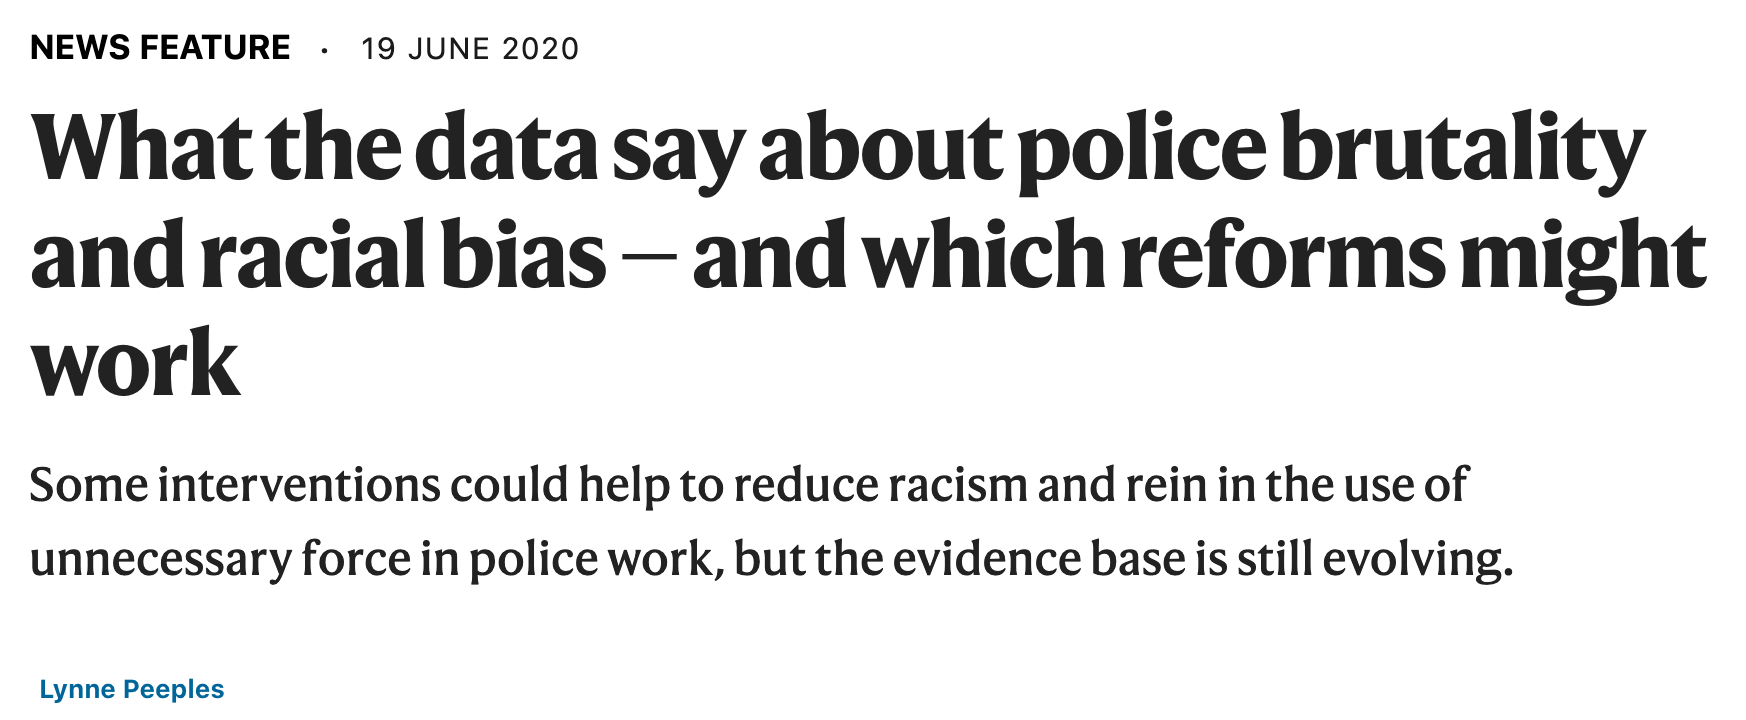 NEWS FEATURE · 19 JUNE 2020
What the data say about police brutality
and racial bias — and which reforms might
work
Some interventions could help to reduce racism and rein in the use of
unnecessary force in police work, but the evidence base is still evolving.
Lynne Peeples